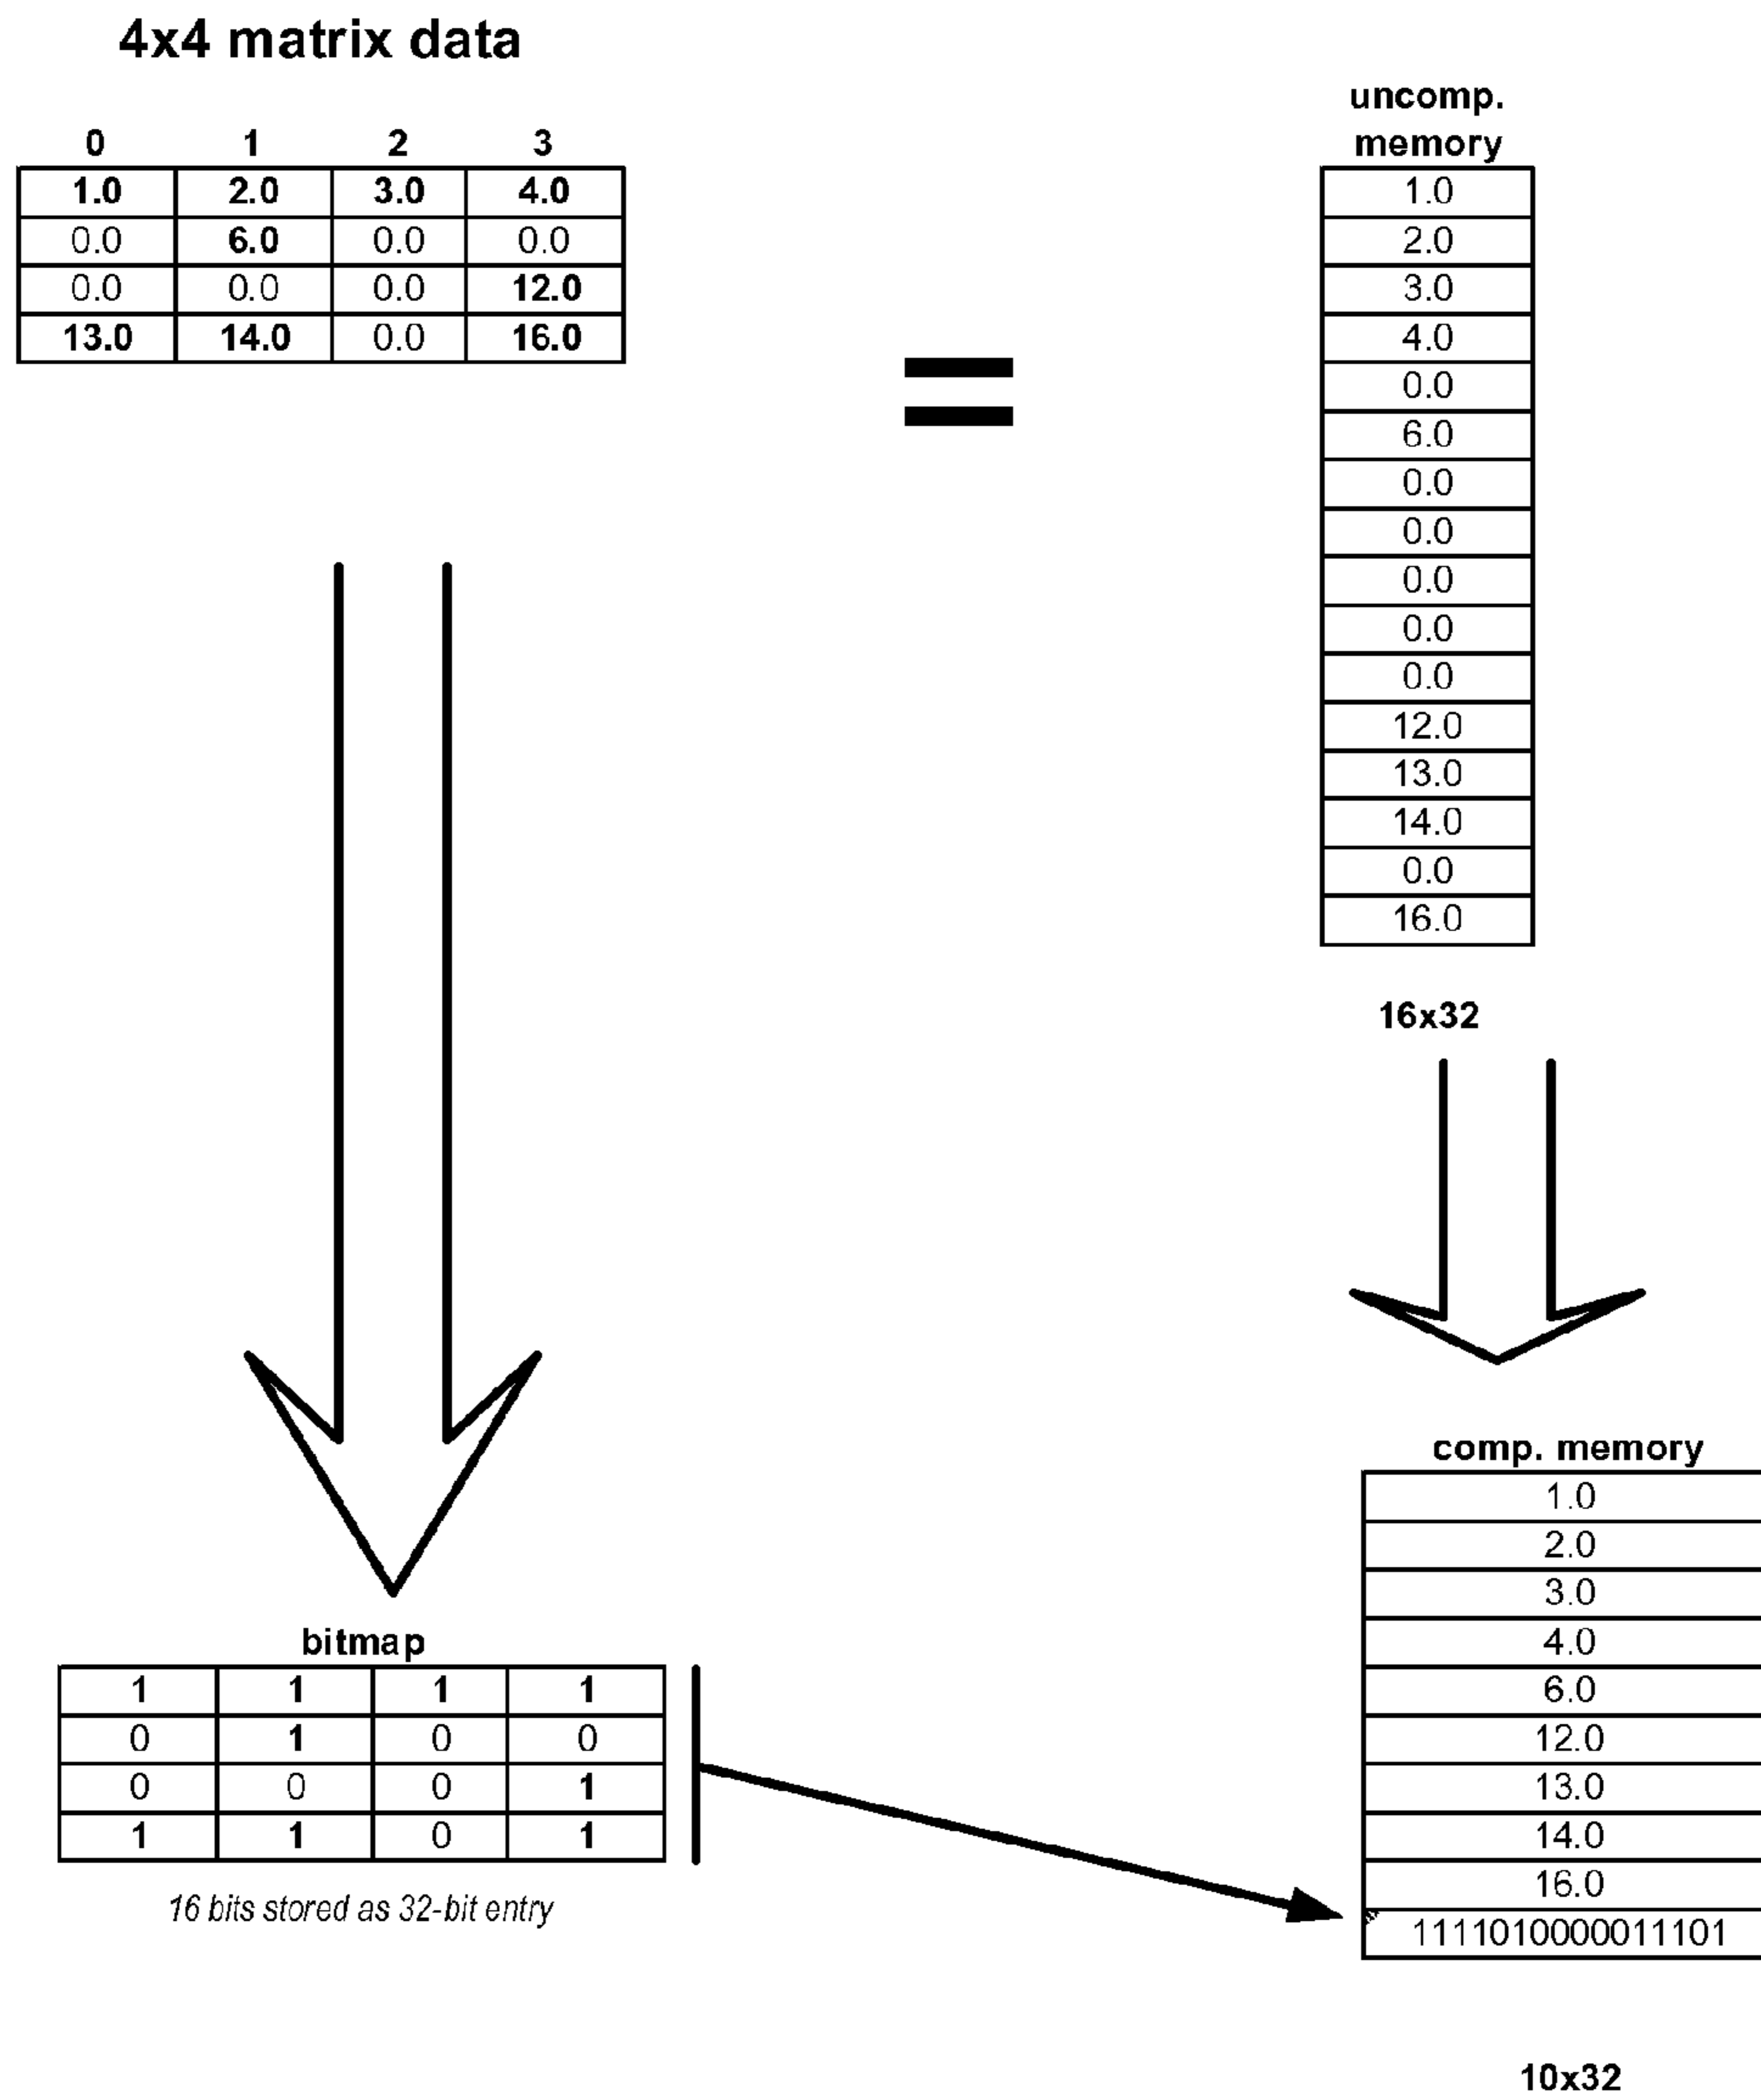 4x4 matrix data
0 1 2 3
1.0 2.0 3.0 4.0
0.0 6.0 0.0 0.0
0.0 0.0 0.0 12.0
13.0 14.0 0.0 16.0
uncomp.
memory
1.0
2.0
3.0
4.0
0.0
6.0
0.0
0.0
0.0
0.0
0.0
12.0
13.0
14.0
0.0
16.0
16x32
=
bitmap
1 1 1 1
0 1 0 0
0 0 0 1
1 1 0 1
16 bits stored as 32-bit entry
comp. memory
1.0
2.0
3.0
4.0
6.0
12.0
13.0
14.0
16.0
1111010000011101
10x32